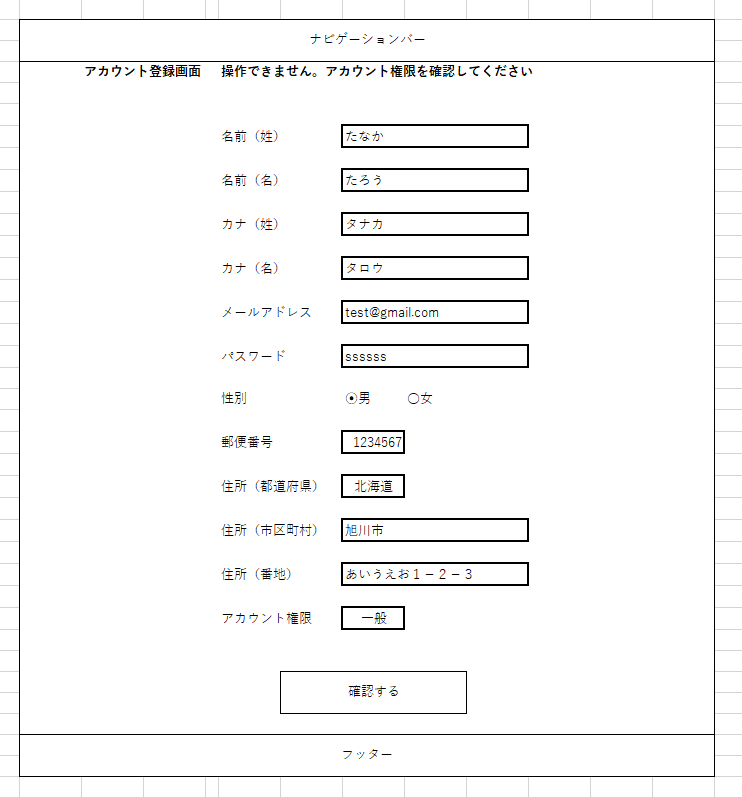 ナビゲーションバー
アカウント登録画面 操作できません。アカウント権限を確認してください
名前（姓） たなか
名前（名） たろう
カナ（姓） タナカ
カナ（名） タロウ
メールアドレス test@gmail.com
パスワード ssssss
性別 ◉男 〇女
郵便番号 1234567
住所（都道府県） 北海道
住所（市区町村） 旭川市
住所（番地） あいうえお１－２－３
アカウント権限 一般
確認する
フッター